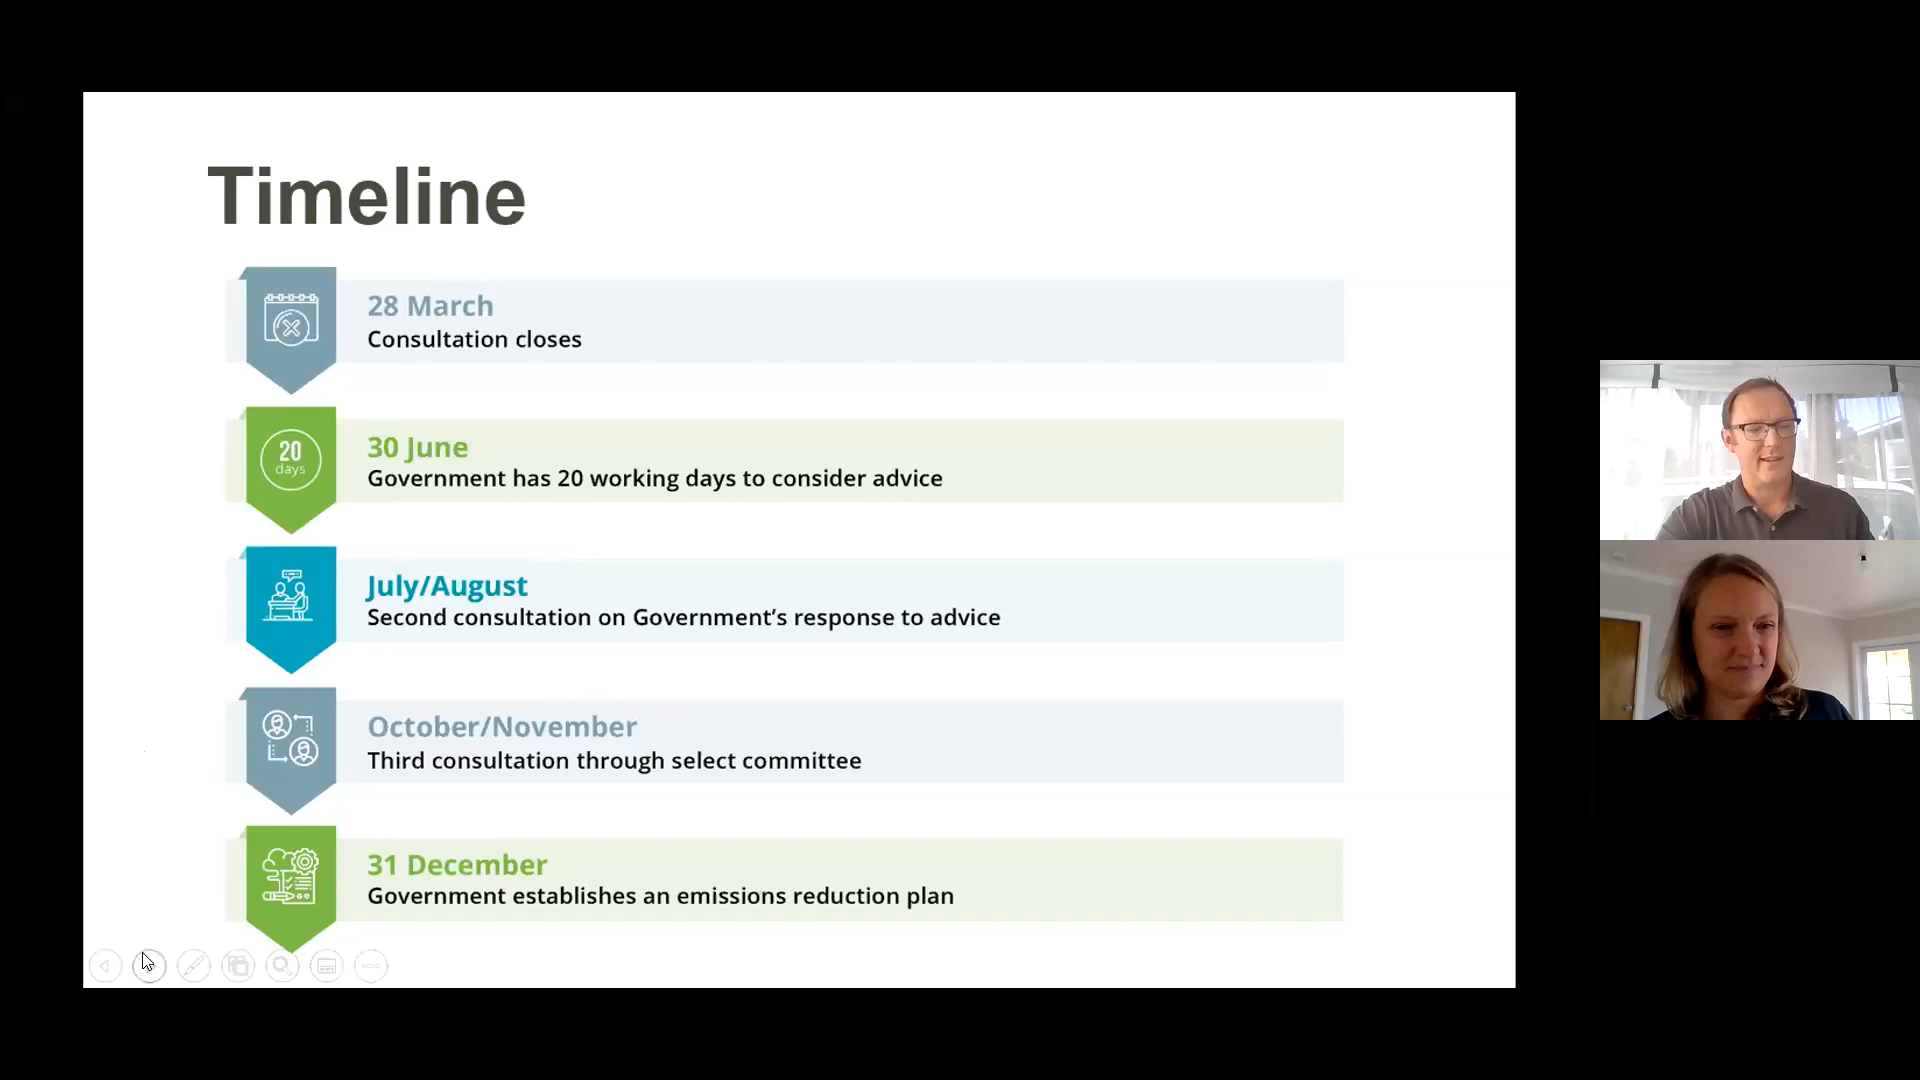 Timeline
28 March
Consultation closes
20
days
30 June
Government has 20 working days to consider advice
July/August
Second consultation on Government's response to advice
October/November
Third consultation through select committee
31 December
Government establishes an emissions reduction plan